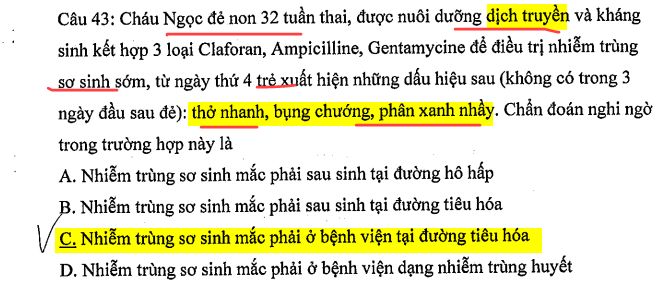 Câu 43: Cháu Ngọc đẻ non 32 tuần thai, được nuôi dưỡng dịch truyền và kháng
sinh kết hợp 3 loại Claforan, Ampicilline, Gentamycine để điều trị nhiễm trùng
sơ sinh sớm, từ ngày thứ 4 trẻ xuất hiện những dấu hiệu sau (không có trong 3
ngày đầu sau đẻ): thở nhanh, bụng chướng, phân xanh nhầy. Chẩn đoán nghi ngờ
trong trường hợp này là
A. Nhiễm trùng sơ sinh mắc phải sau sinh tại đường hô hấp
B. Nhiễm trùng sơ sinh mắc phải sau sinh tại đường tiêu hóa
C. Nhiễm trùng sơ sinh mắc phải ở bệnh viện tại đường tiêu hóa
D. Nhiễm trùng sơ sinh mắc phải ở bệnh viện dạng nhiễm trùng huyết